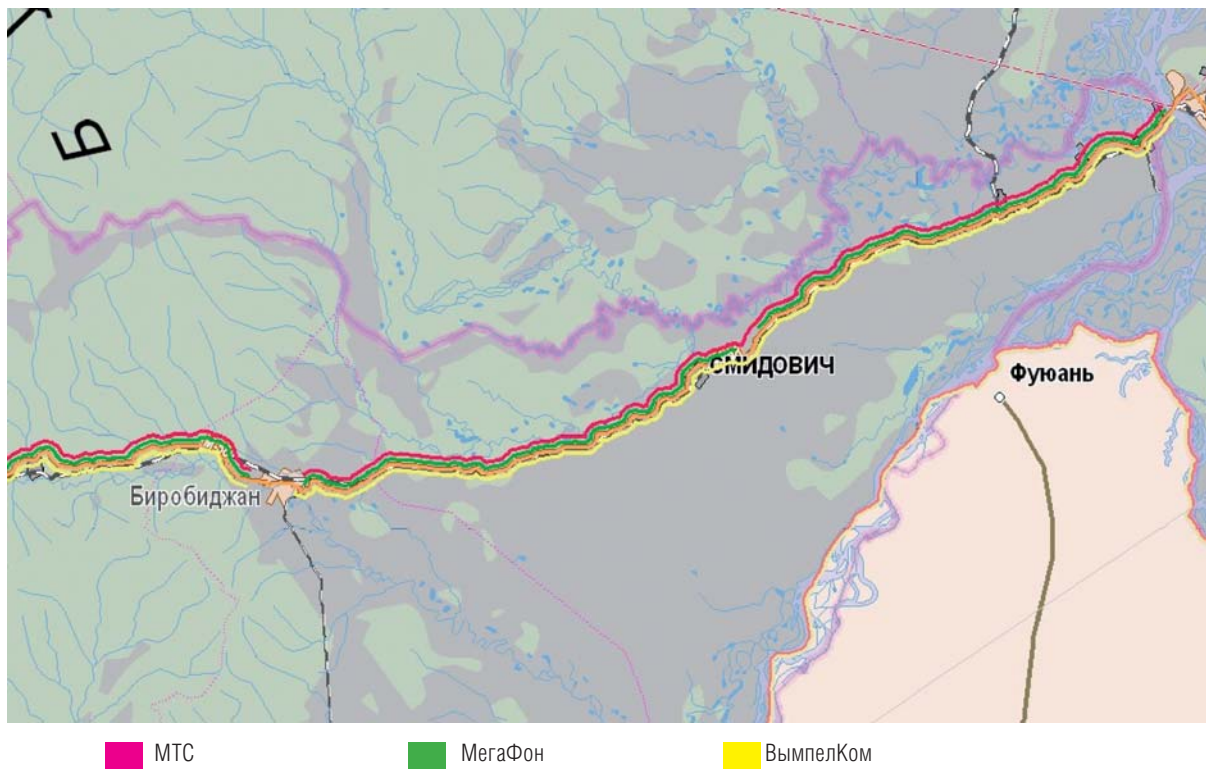 Б
СМИДОВИЧ
Фуюань
Биробиджан
МТС
МегаФон
ВымпелКом